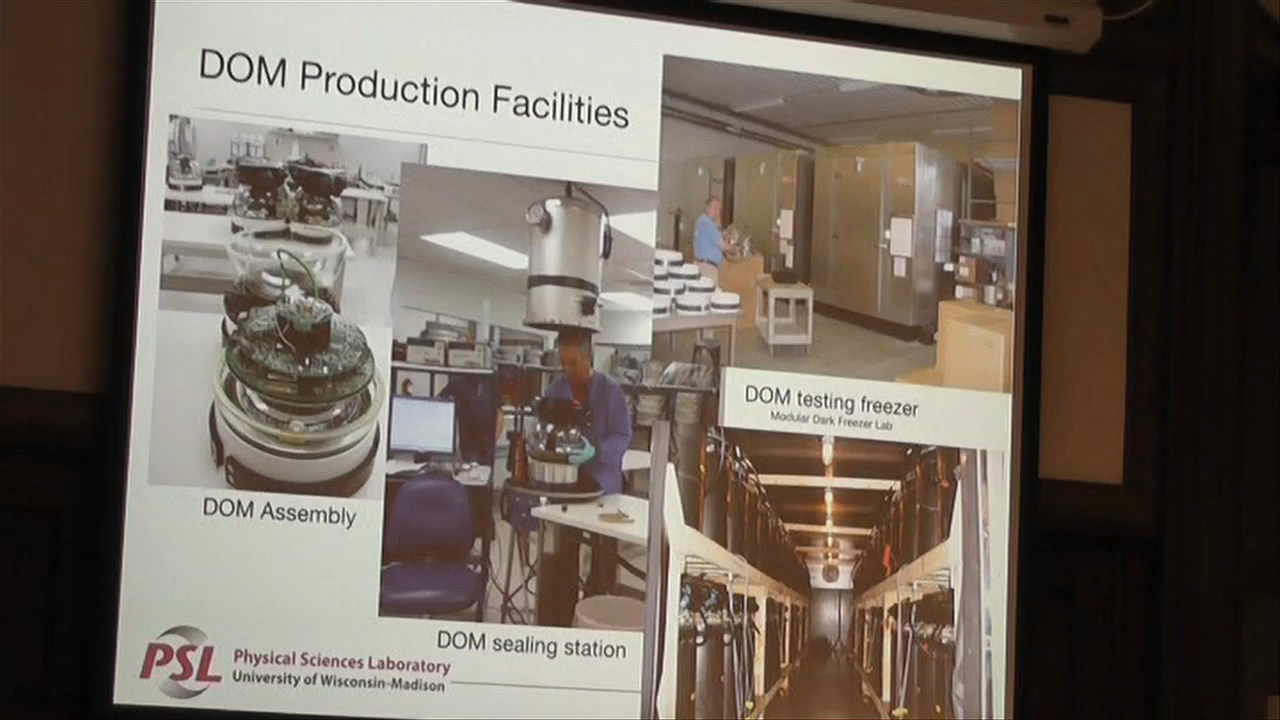 DOM Production Facilities
DOM Assembly
DOM sealing station
DOM testing freezer
Modular Dark Freezer Lab
PSL
Physical Sciences Laboratory
University of Wisconsin-Madison